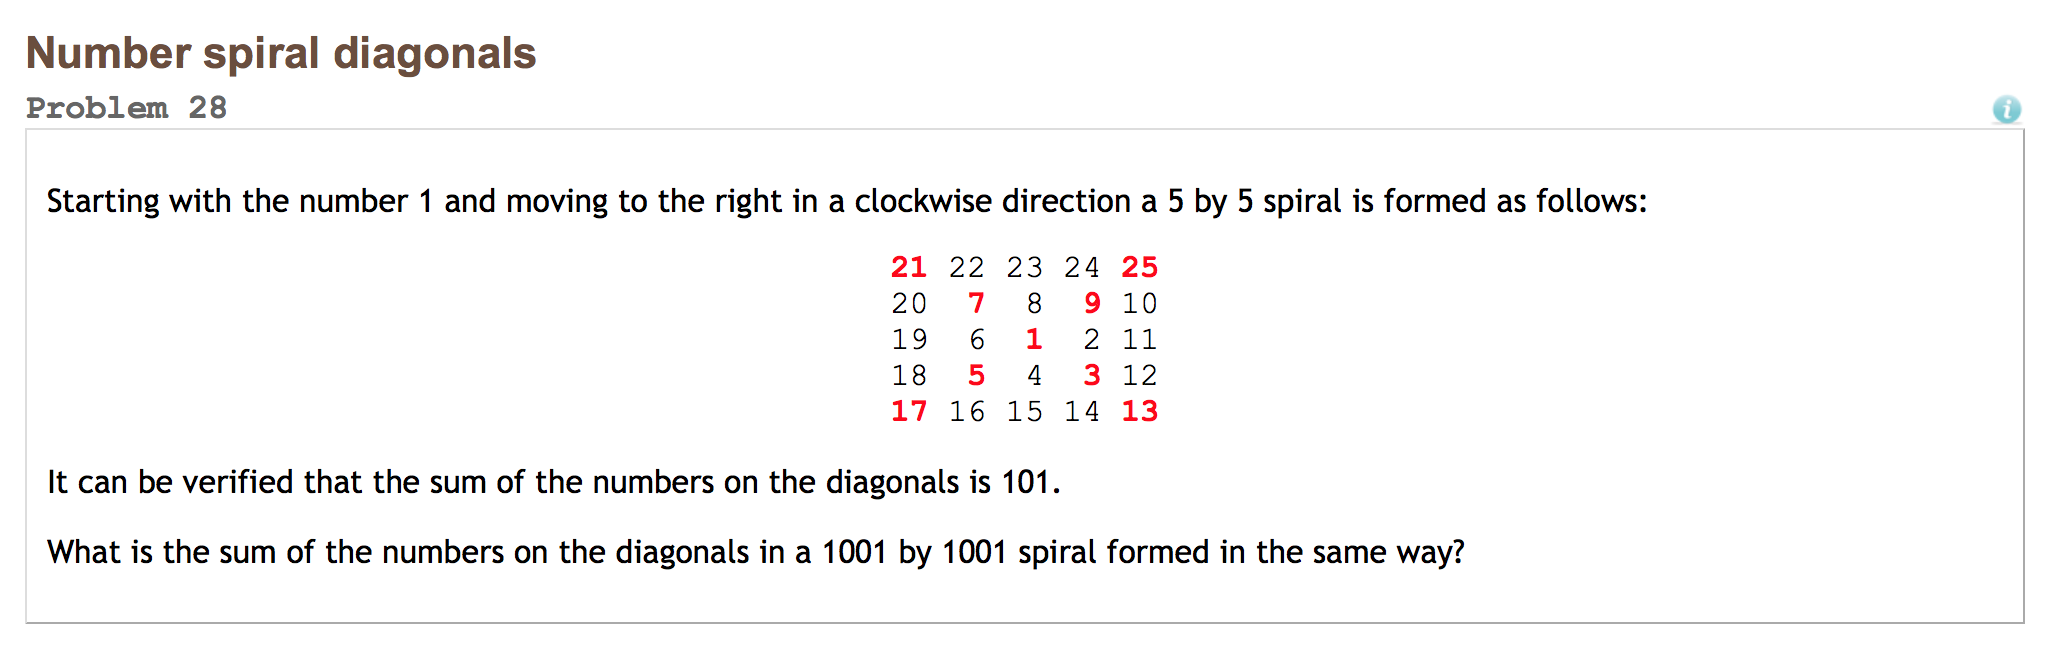 Number spiral diagonals
Problem 28
i
Starting with the number 1 and moving to the right in a clockwise direction a 5 by 5 spiral is formed as follows:
21 22 23 24 25
20 7 8 9 10
19 6 1 2 11
18 5 4 3 12
17 16 15 14 13
It can be verified that the sum of the numbers on the diagonals is 101.
What is the sum of the numbers on the diagonals in a 1001 by 1001 spiral formed in the same way?